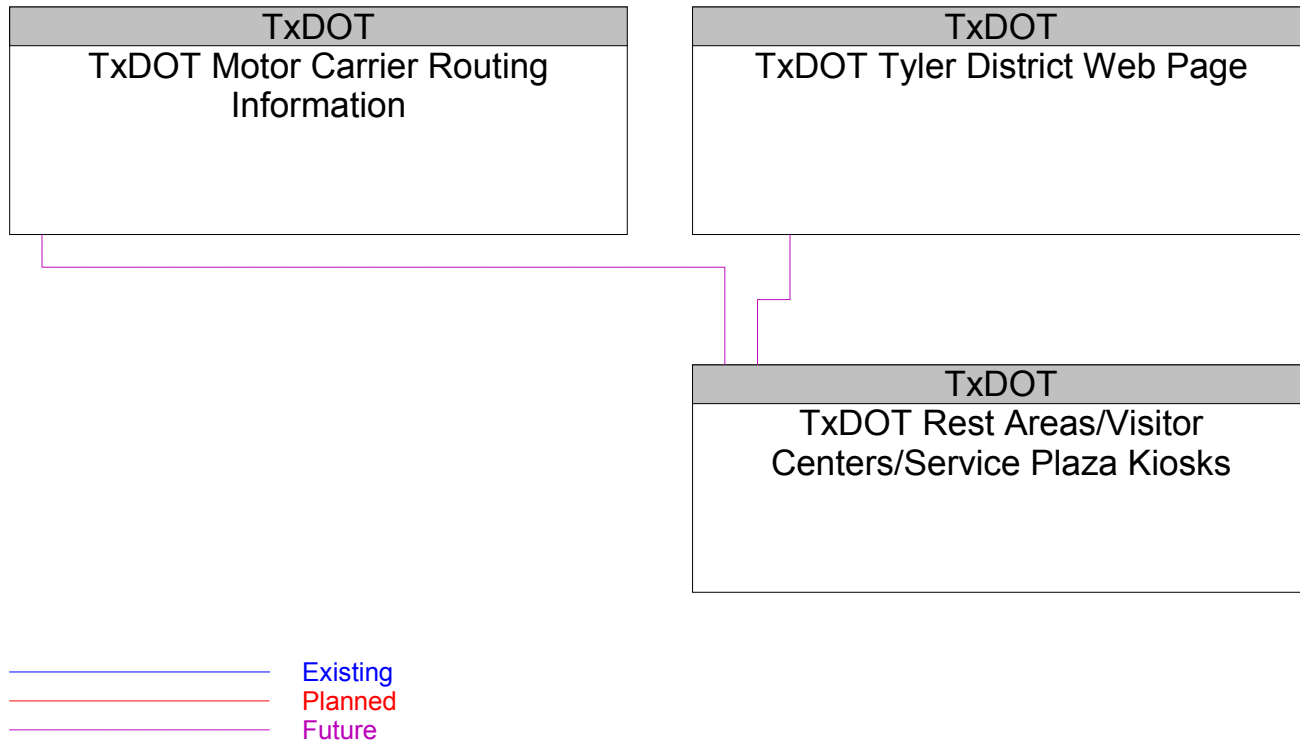 TxDOT
TxDOT Motor Carrier Routing
Information
TxDOT
TxDOT Tyler District Web Page
TxDOT
TxDOT Rest Areas/Visitor
Centers/Service Plaza Kiosks
Existing
Planned
Future